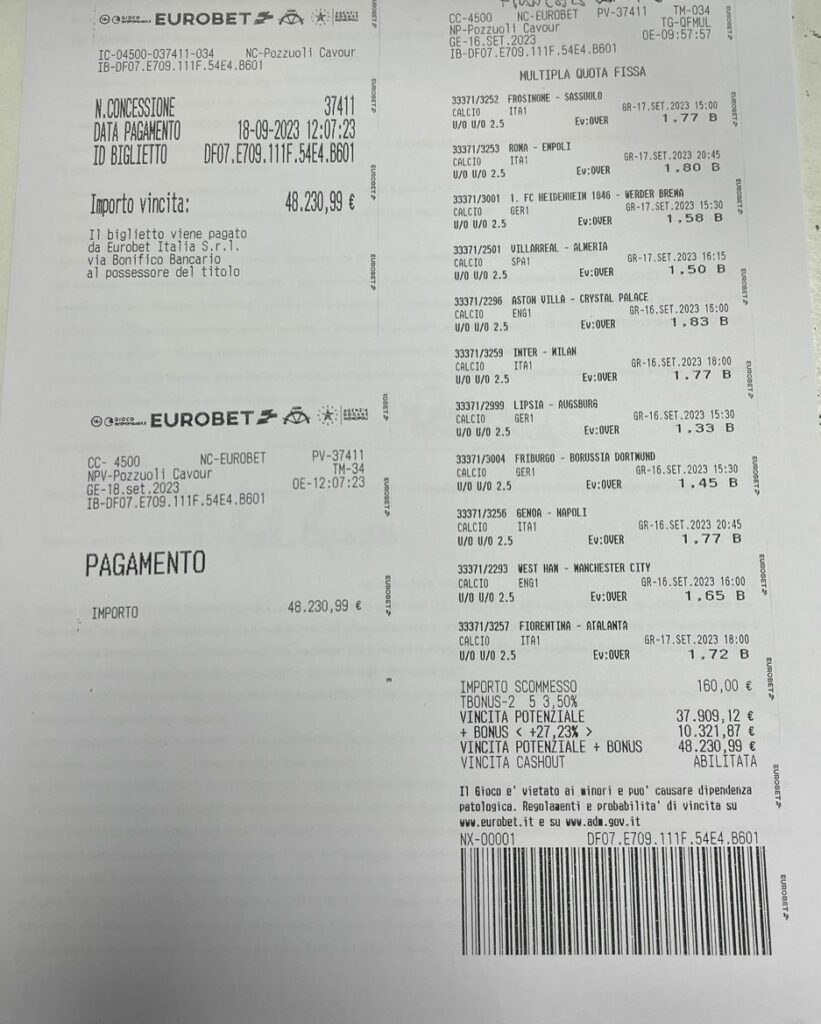 GIOCO RESPONSABILE EUROBET
IC-04500-037411-034 NC-Pozzuoli Cavour
IB-DF07.E709.111F.54E4.B601
N.CONCESSIONE 37411
DATA PAGAMENTO 18-09-2023 12:07:23
ID BIGLIETTO DF07.E709.111F.54E4.B601
Importo vincita: 48.230,99 €
Il biglietto viene pagato
da Eurobet Italia S.r.l.
via Bonifico Bancario
al possessore del titolo
GIOCO RESPONSABILE EUROBET
CC- 4500 NC-EUROBET PV-37411
NPV-Pozzuoli Cavour TM-34
GE-18.set.2023 OE-12:07:23
IB-DF07.E709.111F.54E4.B601
PAGAMENTO
IMPORTO 48.230,99 €
CC-4500 NC-EUROBET PV-37411 TM-034
NP-Pozzuoli Cavour TG-QFMUL
GE-16.SET.2023 OE-09:57:57
IB-DF07.E709.111F.54E4.B601
MULTIPLA QUOTA FISSA
33371/3252 FROSINONE - SASSUOLO
CALCIO ITA1 GR-17.SET.2023 15:00
U/O U/O 2.5 Ev:OVER 1,77 B
33371/3253 ROMA - EMPOLI
CALCIO ITA1 GR-17.SET.2023 20:45
U/O U/O 2.5 Ev:OVER 1,80 B
33371/3001 1. FC HEIDENHEIM 1846 - WERDER BREMA
CALCIO GER1 GR-17.SET.2023 15:30
U/O U/O 2.5 Ev:OVER 1,58 B
33371/2501 VILLARREAL - ALMERIA
CALCIO SPA1 GR-17.SET.2023 16:15
U/O U/O 2.5 Ev:OVER 1,50 B
33371/2296 ASTON VILLA - CRYSTAL PALACE
CALCIO ENG1 GR-16.SET.2023 16:00
U/O U/O 2.5 Ev:OVER 1,83 B
33371/3259 INTER - MILAN
CALCIO ITA1 GR-16.SET.2023 18:00
U/O U/O 2.5 Ev:OVER 1,77 B
33371/2999 LIPSIA - AUGSBURG
CALCIO GER1 GR-16.SET.2023 15:30
U/O U/O 2.5 Ev:OVER 1,33 B
33371/3004 FRIBURGO - BORUSSIA DORTMUND
CALCIO GER1 GR-16.SET.2023 15:30
U/O U/O 2.5 Ev:OVER 1,45 B
33371/3256 GENOA - NAPOLI
CALCIO ITA1 GR-16.SET.2023 20:45
U/O U/O 2.5 Ev:OVER 1,77 B
33371/2293 WEST HAM - MANCHESTER CITY
CALCIO ENG1 GR-16.SET.2023 16:00
U/O U/O 2.5 Ev:OVER 1,65 B
33371/3257 FIORENTINA - ATALANTA
CALCIO ITA1 GR-17.SET.2023 18:00
U/O U/O 2.5 Ev:OVER 1,72 B
IMPORTO SCOMMESSO 160,00 €
TBONUS-2 5 3,50%
VINCITA POTENZIALE 37.909,12 €
+ BONUS < +27,23% > 10.321,87 €
VINCITA POTENZIALE + BONUS 48.230,99 €
VINCITA CASHOUT ABILITATA
Il Gioco e' vietato ai minori e puo' causare dipendenza
patologica. Regolamenti e probabilita' di vincita su
www.eurobet.it e su www.adm.gov.it
NX-00001 DF07.E709.111F.54E4.B601